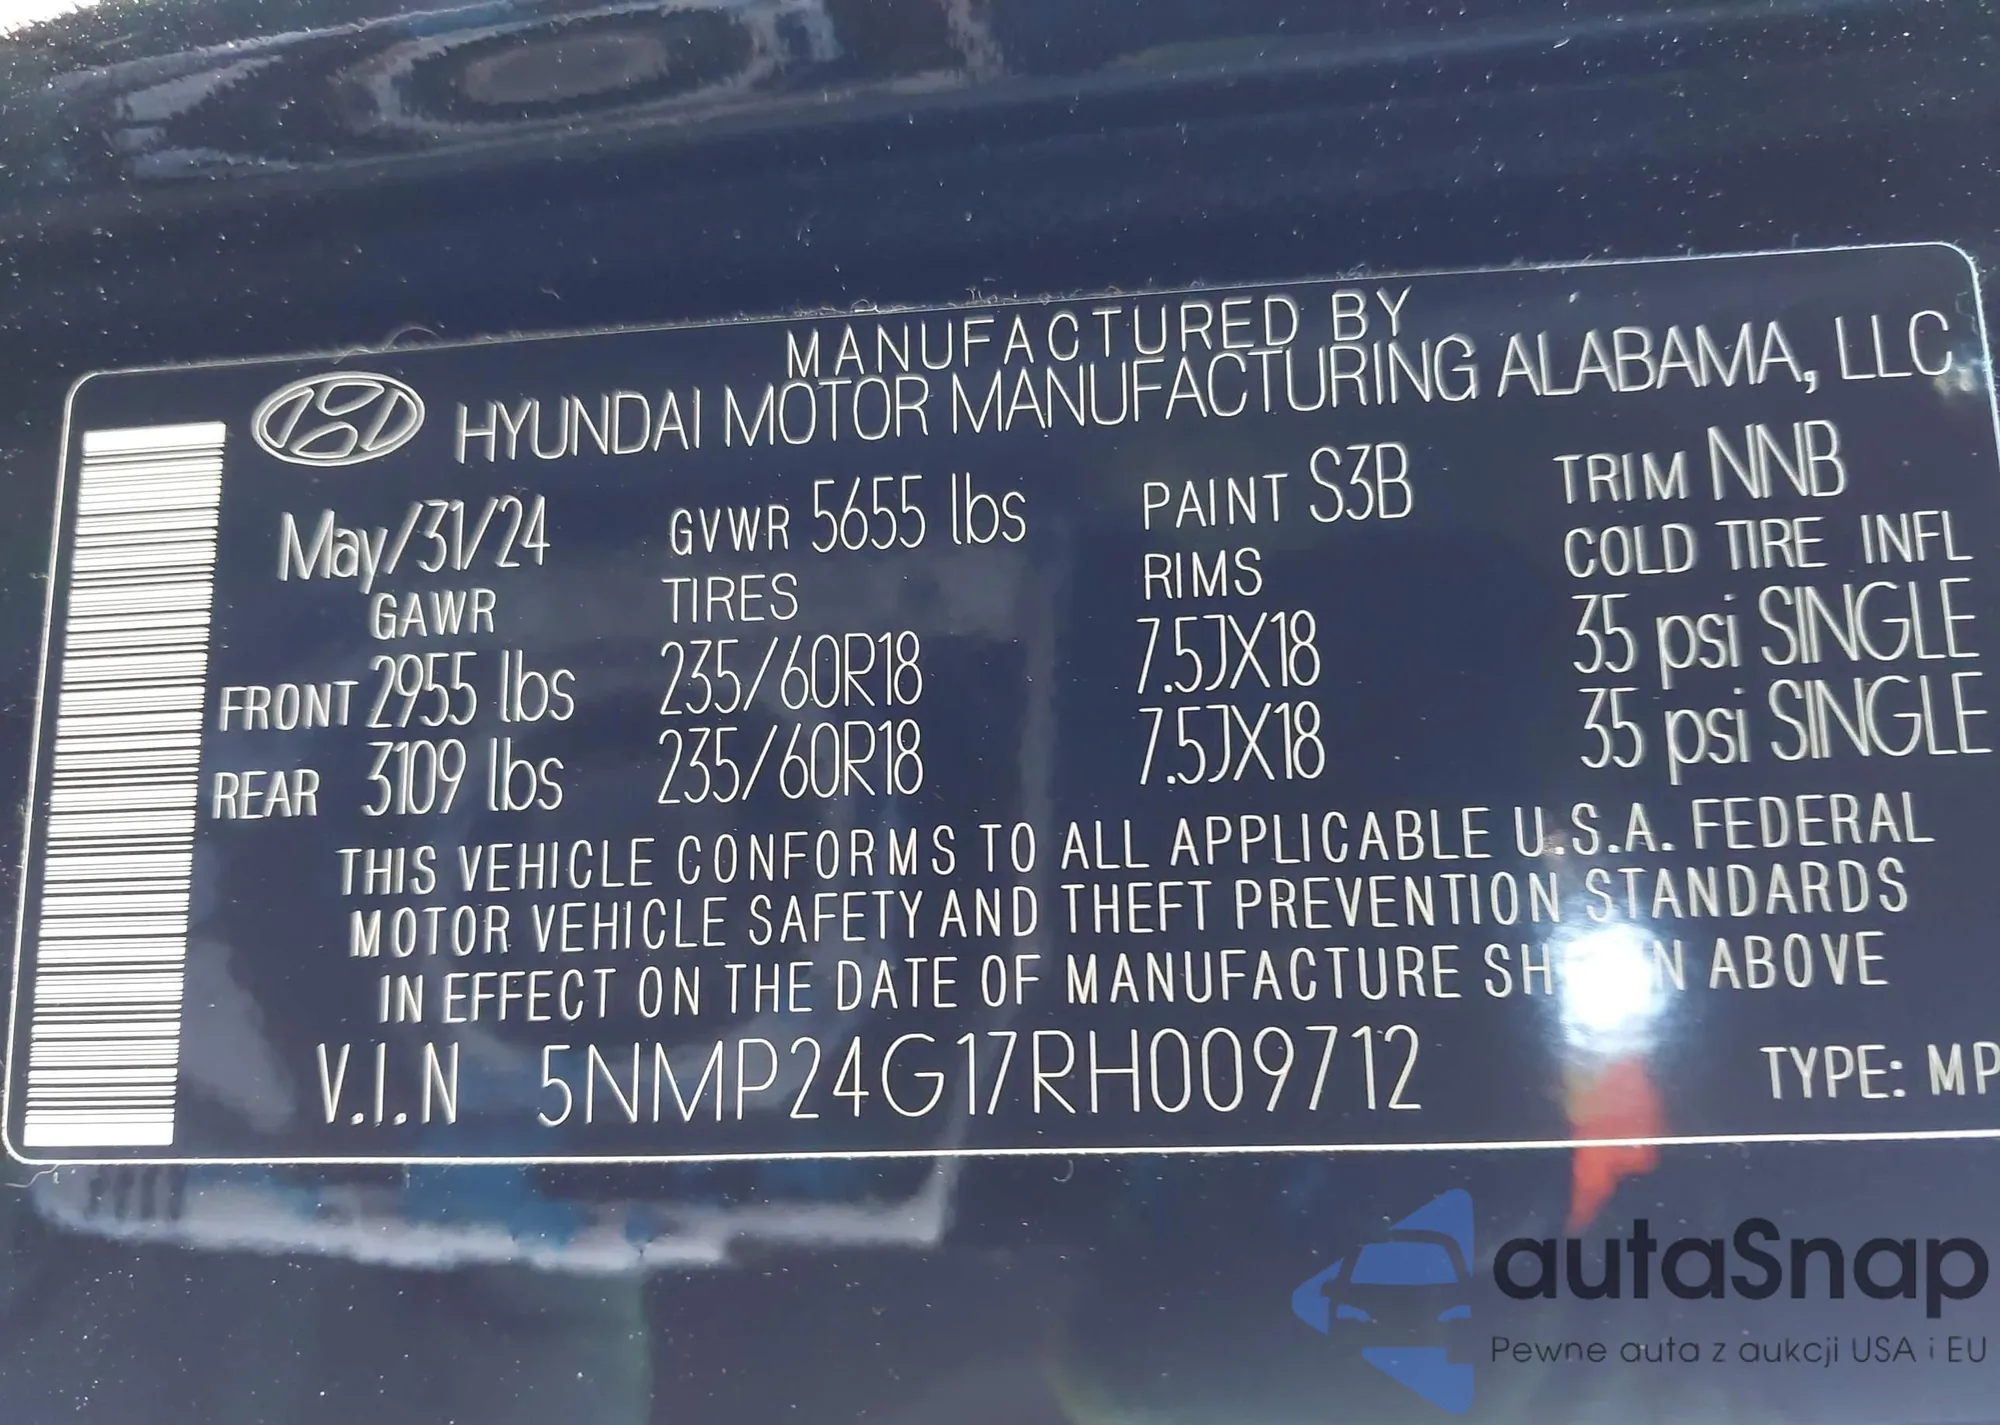 MANUFACTURED BY
HYUNDAI MOTOR MANUFACTURING ALABAMA, LLC
May/31/24 GVWR 5655 lbs PAINT S3B TRIM NNB
GAWR TIRES RIMS COLD TIRE INFL
FRONT 2955 lbs 235/60R18 7.5JX18 35 psi SINGLE
REAR 3109 lbs 235/60R18 7.5JX18 35 psi SINGLE
THIS VEHICLE CONFORMS TO ALL APPLICABLE U.S.A. FEDERAL
MOTOR VEHICLE SAFETY AND THEFT PREVENTION STANDARDS
IN EFFECT ON THE DATE OF MANUFACTURE ABOVE
V.I.N 5NMP24G17RH009712 TYPE: MP
autaSnap
Pewne auta z aukcji USA i EU